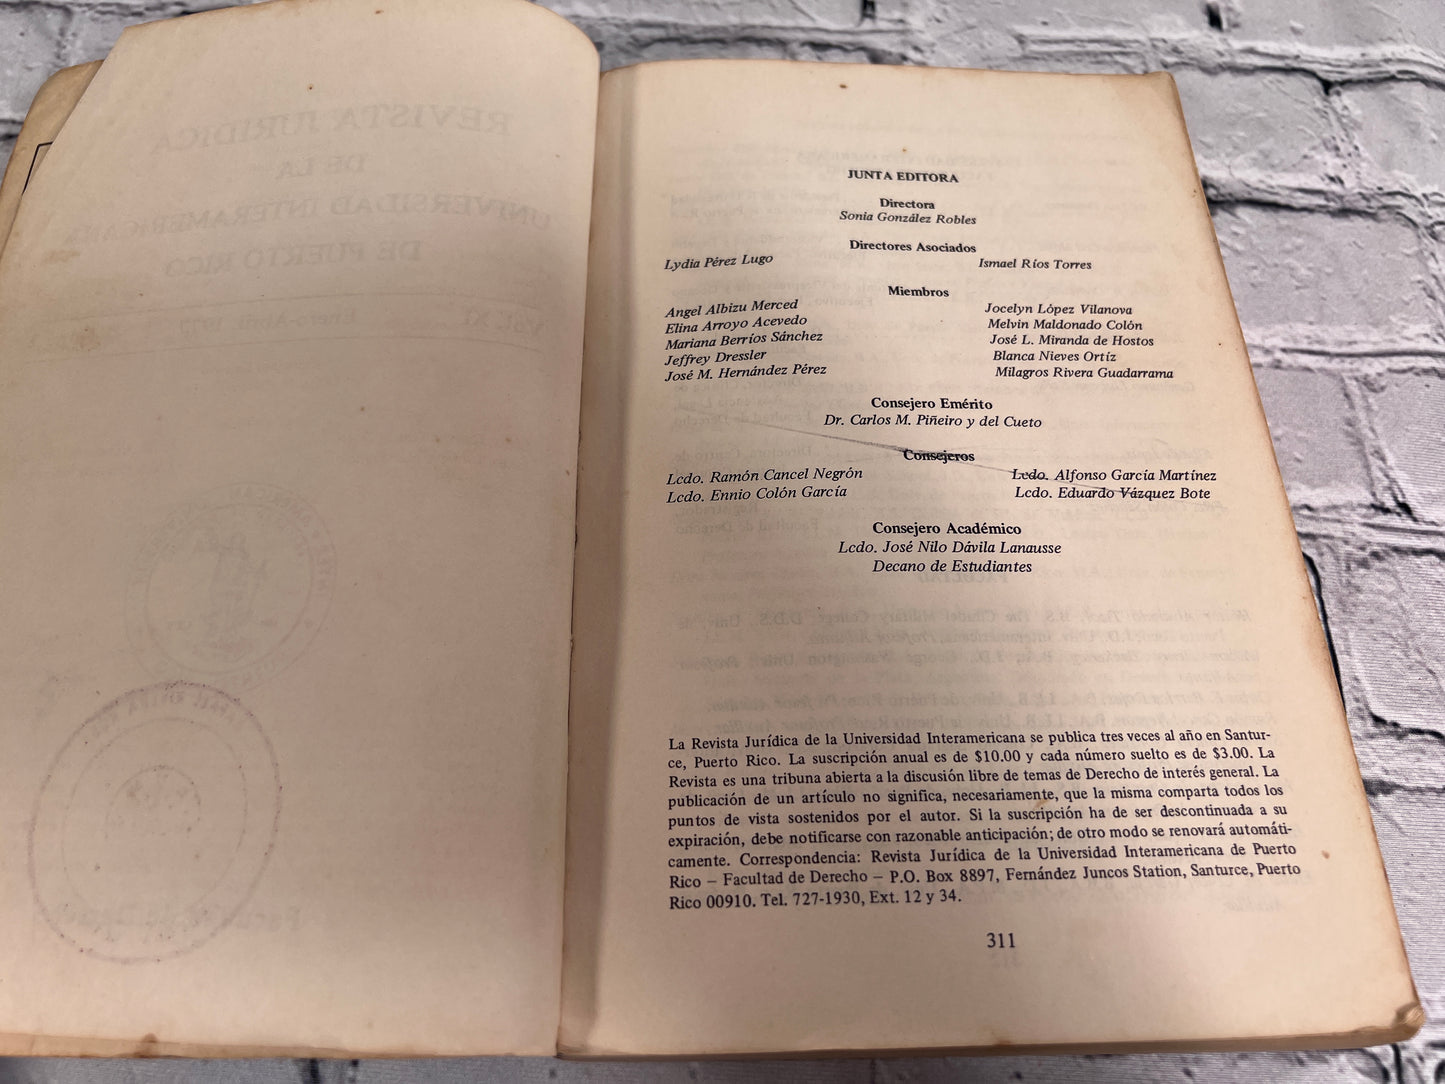 REVISTA JURIDICA
DE LA
UNIVERSIDAD INTERAMERICANA
DE PUERTO RICO
JUNTA EDITORA
Directora
Sonia González Robles
Directores Asociados
Lydia Pérez Lugo Ismael Ríos Torres
Miembros
Angel Albizu Merced Jocelyn López Vilanova
Elina Arroyo Acevedo Melvin Maldonado Colón
Mariana Berríos Sánchez José L. Miranda de Hostos
Jeffrey Dressler Blanca Nieves Ortíz
José M. Hernández Pérez Milagros Rivera Guadarrama
Consejero Emérito
Dr. Carlos M. Piñeiro y del Cueto
Consejeros
Lcdo. Ramón Cancel Negrón Lcdo. Alfonso García Martínez
Lcdo. Ennio Colón García Lcdo. Eduardo Vázquez Bote
Consejero Académico
Lcdo. José Nilo Dávila Lanausse
Decano de Estudiantes
La Revista Jurídica de la Universidad Interamericana se publica tres veces al año en Santur-
ce, Puerto Rico. La suscripción anual es de $10.00 y cada número suelto es de $3.00. La
Revista es una tribuna abierta a la discusión libre de temas de Derecho de interés general. La
publicación de un artículo no significa, necesariamente, que la misma comparta todos los
puntos de vista sostenidos por el autor. Si la suscripción ha de ser descontinuada a su
expiración, debe notificarse con razonable anticipación; de otro modo se renovará automáti-
camente. Correspondencia: Revista Jurídica de la Universidad Interamericana de Puerto
Rico – Facultad de Derecho – P.O. Box 8897, Fernández Juncos Station, Santurce, Puerto
Rico 00910. Tel. 727-1930, Ext. 12 y 34.
311